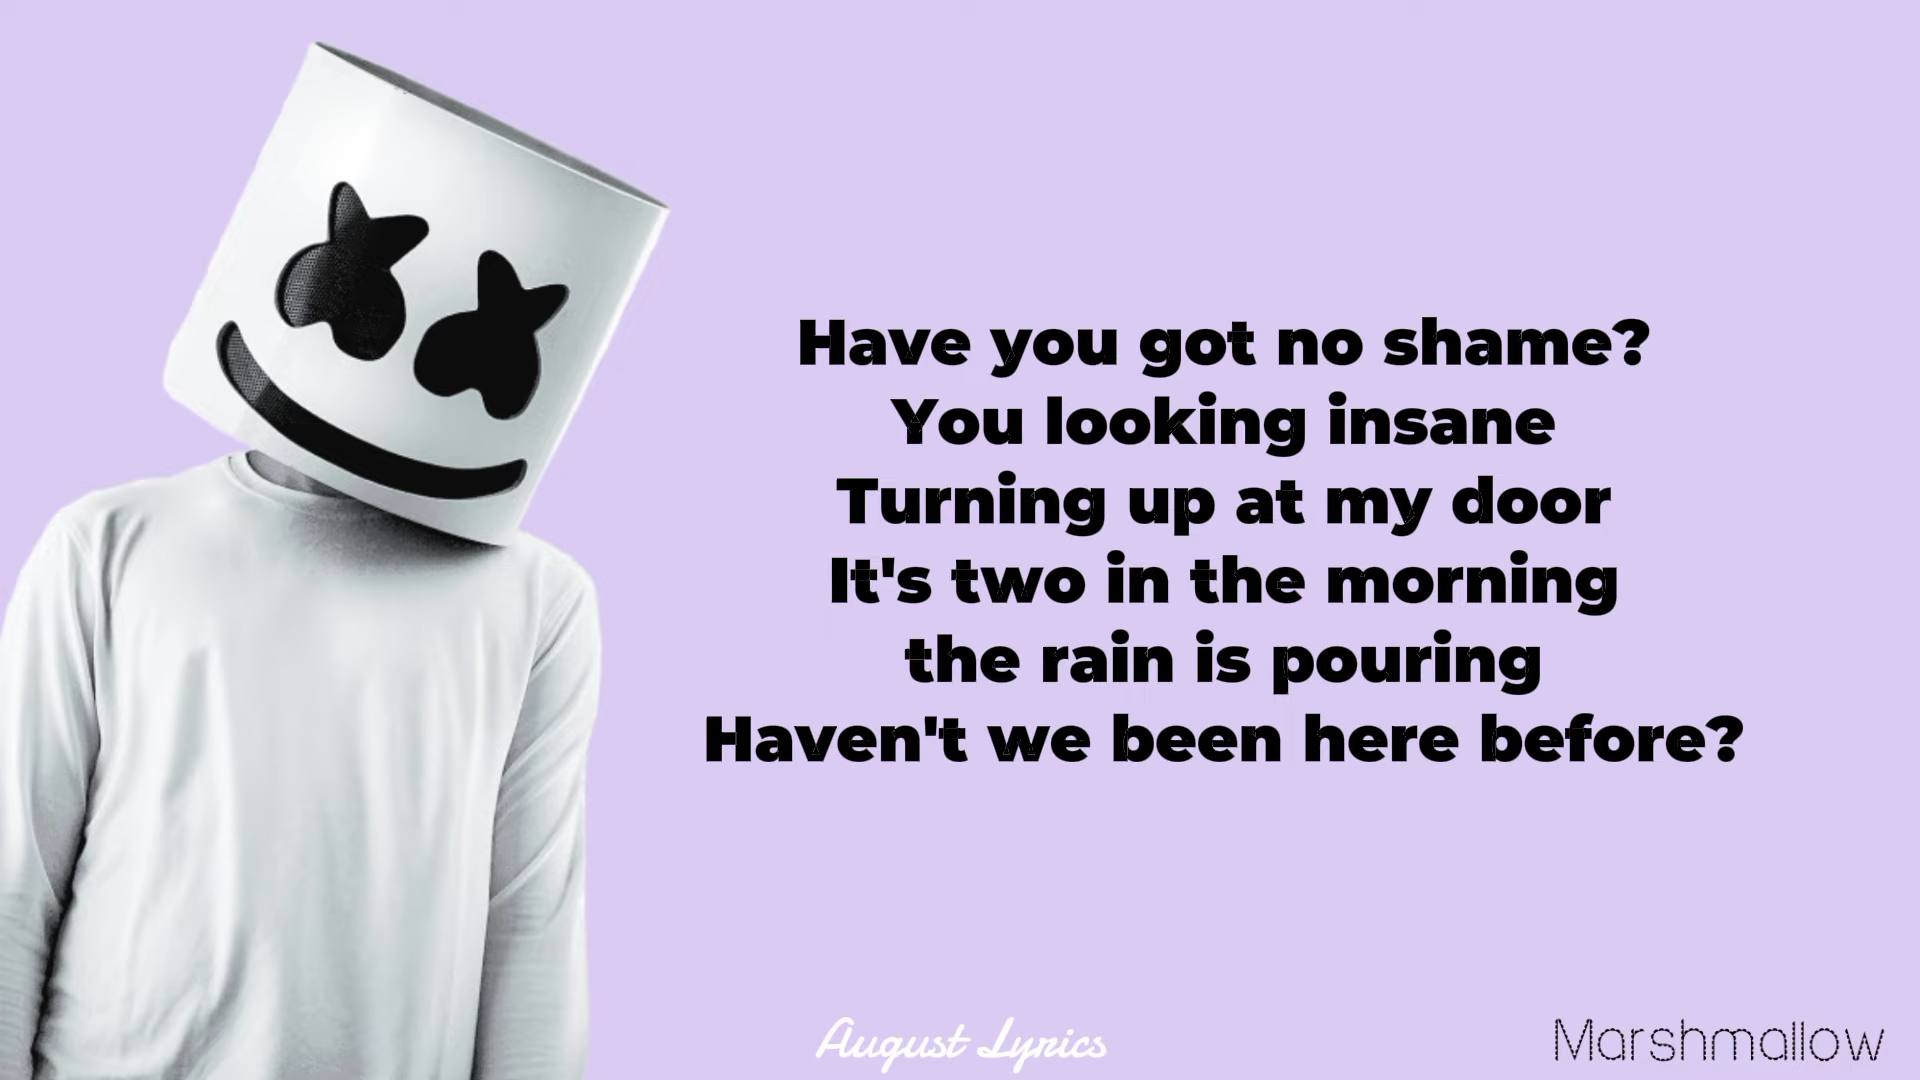 Have you got no shame?
You looking insane
Turning up at my door
It's two in the morning
the rain is pouring
Haven't we been here before?
August Lyrics
Marshmallow